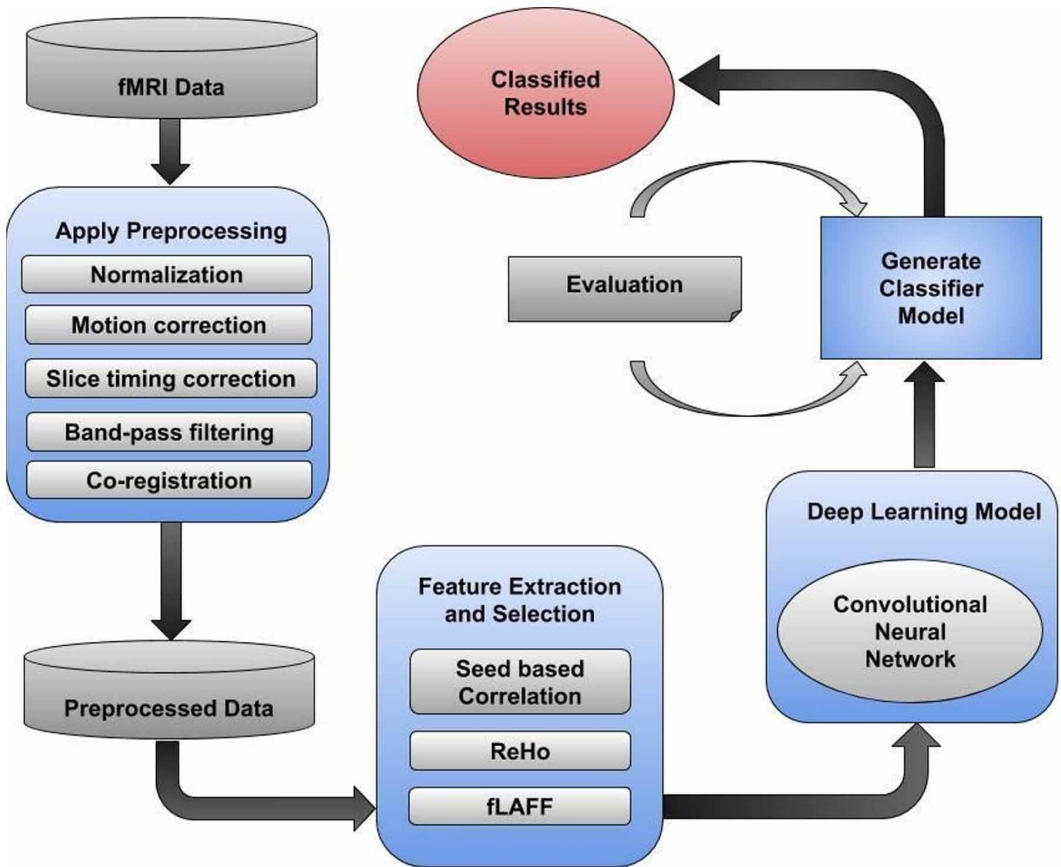 fMRI Data
Apply Preprocessing
Normalization
Motion correction
Slice timing correction
Band-pass filtering
Co-registration
Preprocessed Data
Feature Extraction
and Selection
Seed based
Correlation
ReHo
fLAFF
Deep Learning Model
Convolutional
Neural
Network
Generate
Classifier
Model
Evaluation
Classified
Results